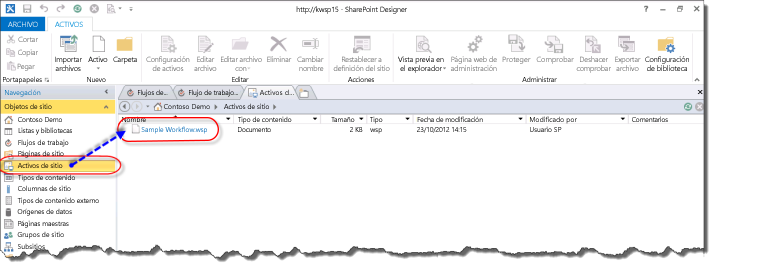 http://kwsp15 - SharePoint Designer
ARCHIVO ACTIVOS
Cortar
Copiar
Pegar
Importar archivos
Activo
Carpeta
Configuración de activos
Editar archivo
Editar archivo con
Eliminar
Cambiar nombre
Restablecer a definición del sitio
Vista previa en el explorador
Página web de administración
Proteger
Comprobar
Deshacer comprobar
Exportar archivo
Configuración de biblioteca
Portapapeles Nuevo Editar Acciones Administrar
Navegación
Flujos de... Flujo de trabajo... Activos d...
Objetos de sitio
Contoso Demo Activos de sitio
Nombre Tipo de contenido Tamaño Tipo Fecha de modificación Modificado por Comentarios
Sample Workflow.wsp Documento 2 KB wsp 23/10/2012 14:15 Usuario SP
Contoso Demo
Listas y bibliotecas
Flujos de trabajo
Páginas de sitio
Activos de sitio
Tipos de contenido
Columnas de sitio
Tipos de contenido externo
Orígenes de datos
Páginas maestras
Grupos de sitio
Subsitios